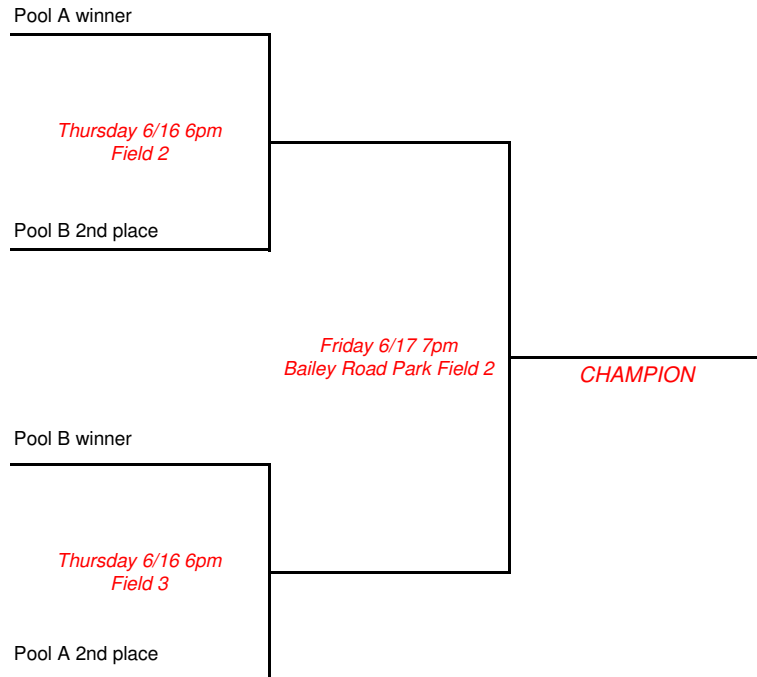 Pool A winner
Thursday 6/16 6pm
Field 2
Pool B 2nd place
Friday 6/17 7pm
Bailey Road Park Field 2
CHAMPION
Pool B winner
Thursday 6/16 6pm
Field 3
Pool A 2nd place